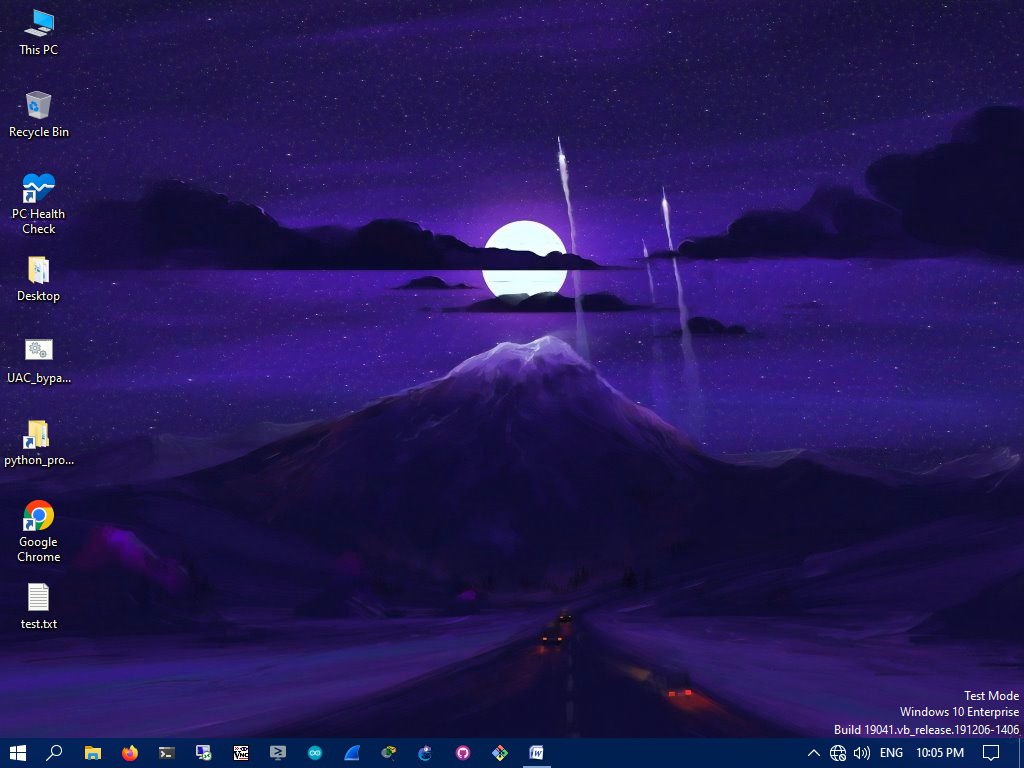 This PC
Recycle Bin
PC Health
Check
Desktop
UAC_bypa...
python_pro...
Google
Chrome
test.txt
Test Mode
Windows 10 Enterprise
Build 19041.vb_release.191206-1406
ENG
10:05 PM